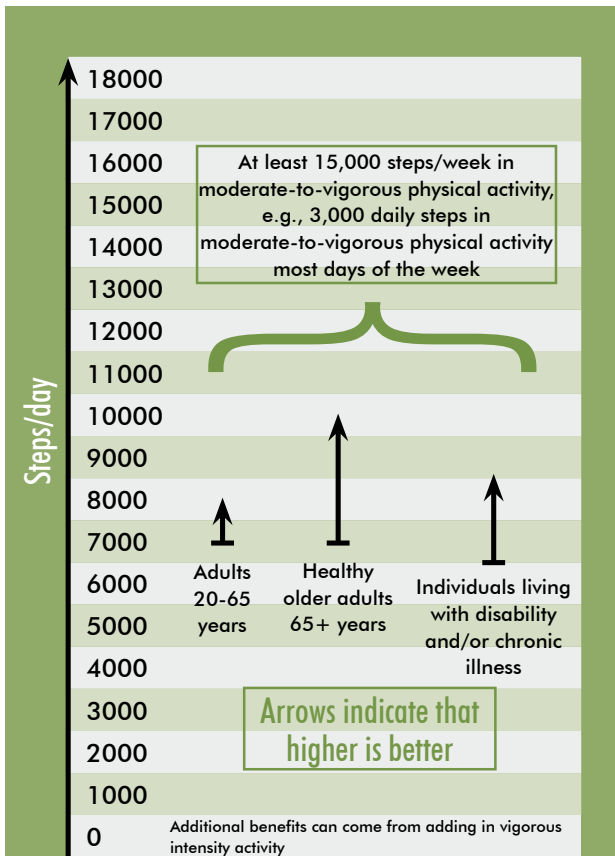 Steps/day
18000
17000
16000
15000
14000
13000
12000
11000
10000
9000
8000
7000
6000
5000
4000
3000
2000
1000
0
At least 15,000 steps/week in
moderate-to-vigorous physical activity,
e.g., 3,000 daily steps in
moderate-to-vigorous physical activity
most days of the week
Adults
20-65
years
Healthy
older adults
65+ years
Individuals living
with disability
and/or chronic
illness
Arrows indicate that
higher is better
Additional benefits can come from adding in vigorous
intensity activity